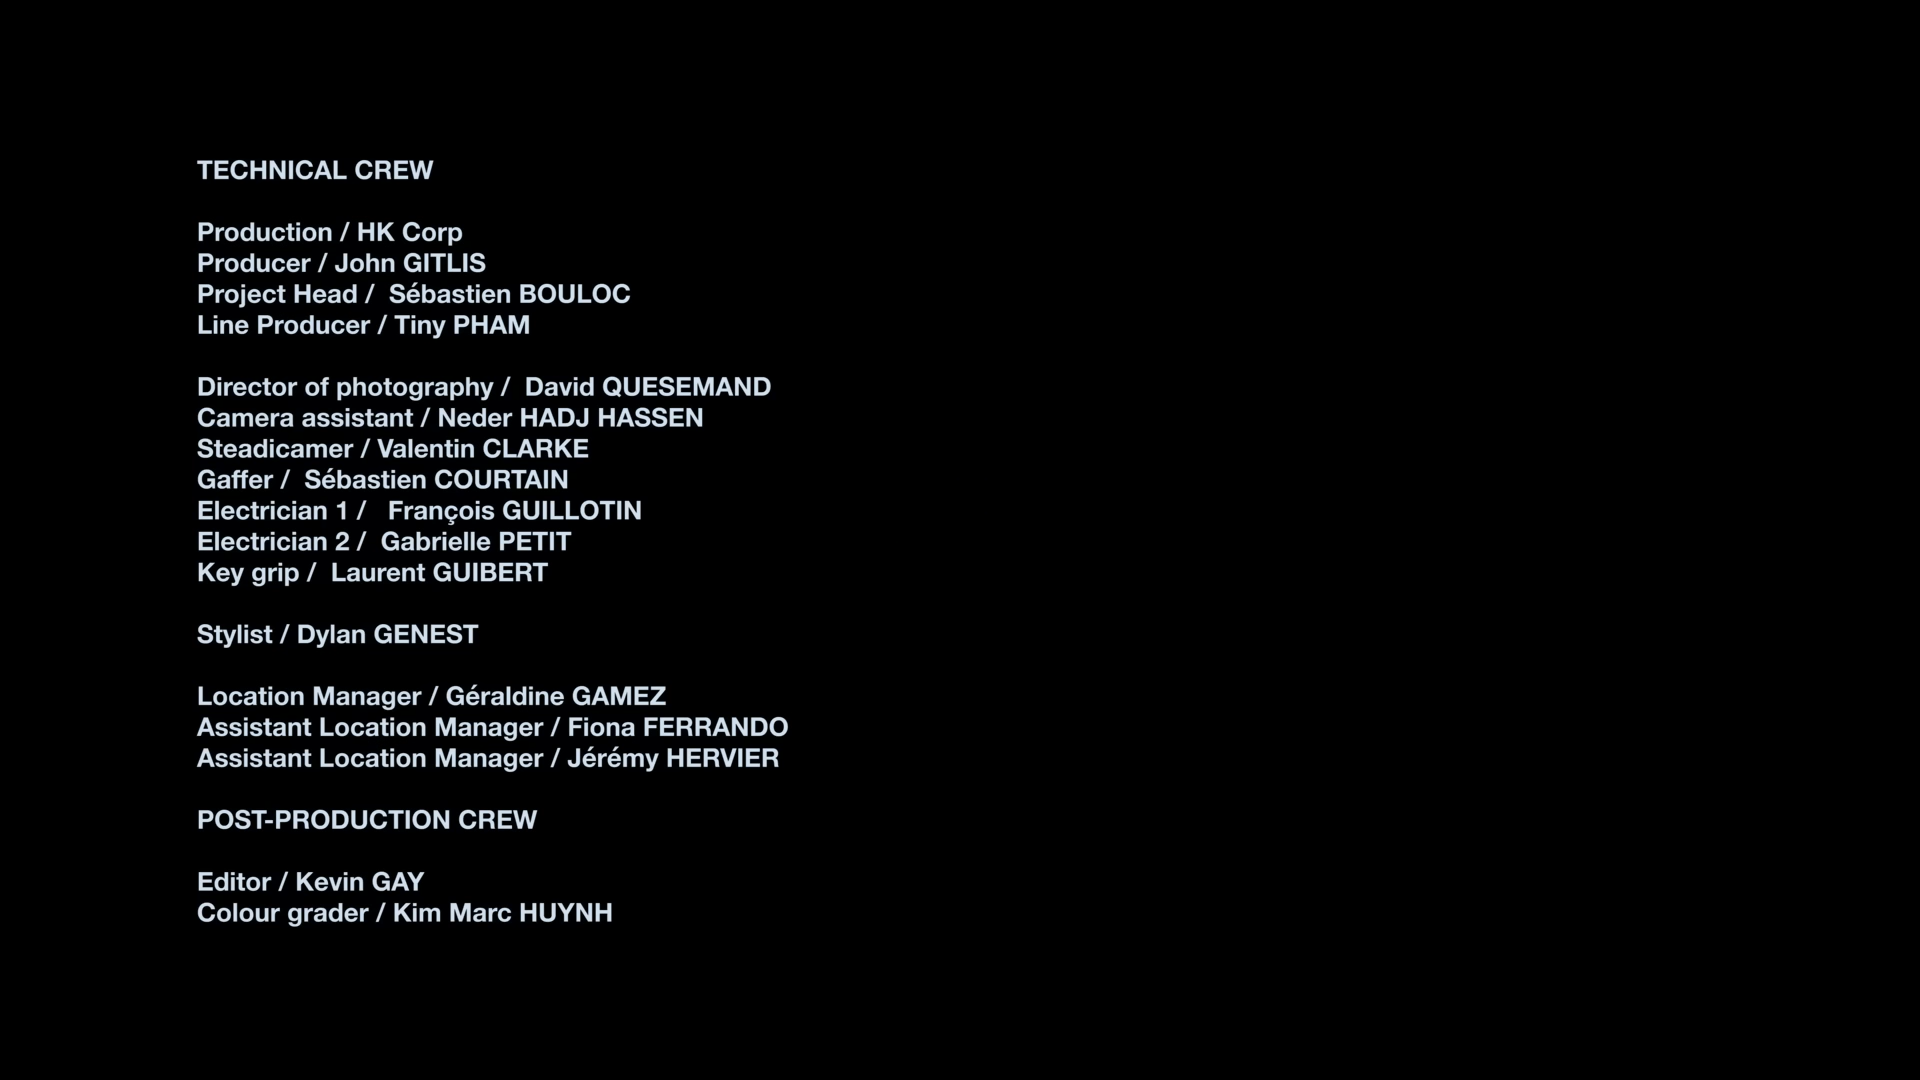 TECHNICAL CREW
Production / HK Corp
Producer / John GITLIS
Project Head /  Sébastien BOULOC
Line Producer / Tiny PHAM
Director of photography /  David QUESEMAND
Camera assistant / Neder HADJ HASSEN
Steadicamer / Valentin CLARKE
Gaffer /  Sébastien COURTAIN
Electrician 1 /   François GUILLOTIN
Electrician 2 /  Gabrielle PETIT
Key grip /  Laurent GUIBERT
Stylist / Dylan GENEST
Location Manager / Géraldine GAMEZ
Assistant Location Manager / Fiona FERRANDO
Assistant Location Manager / Jérémy HERVIER
POST-PRODUCTION CREW
Editor / Kevin GAY
Colour grader / Kim Marc HUYNH